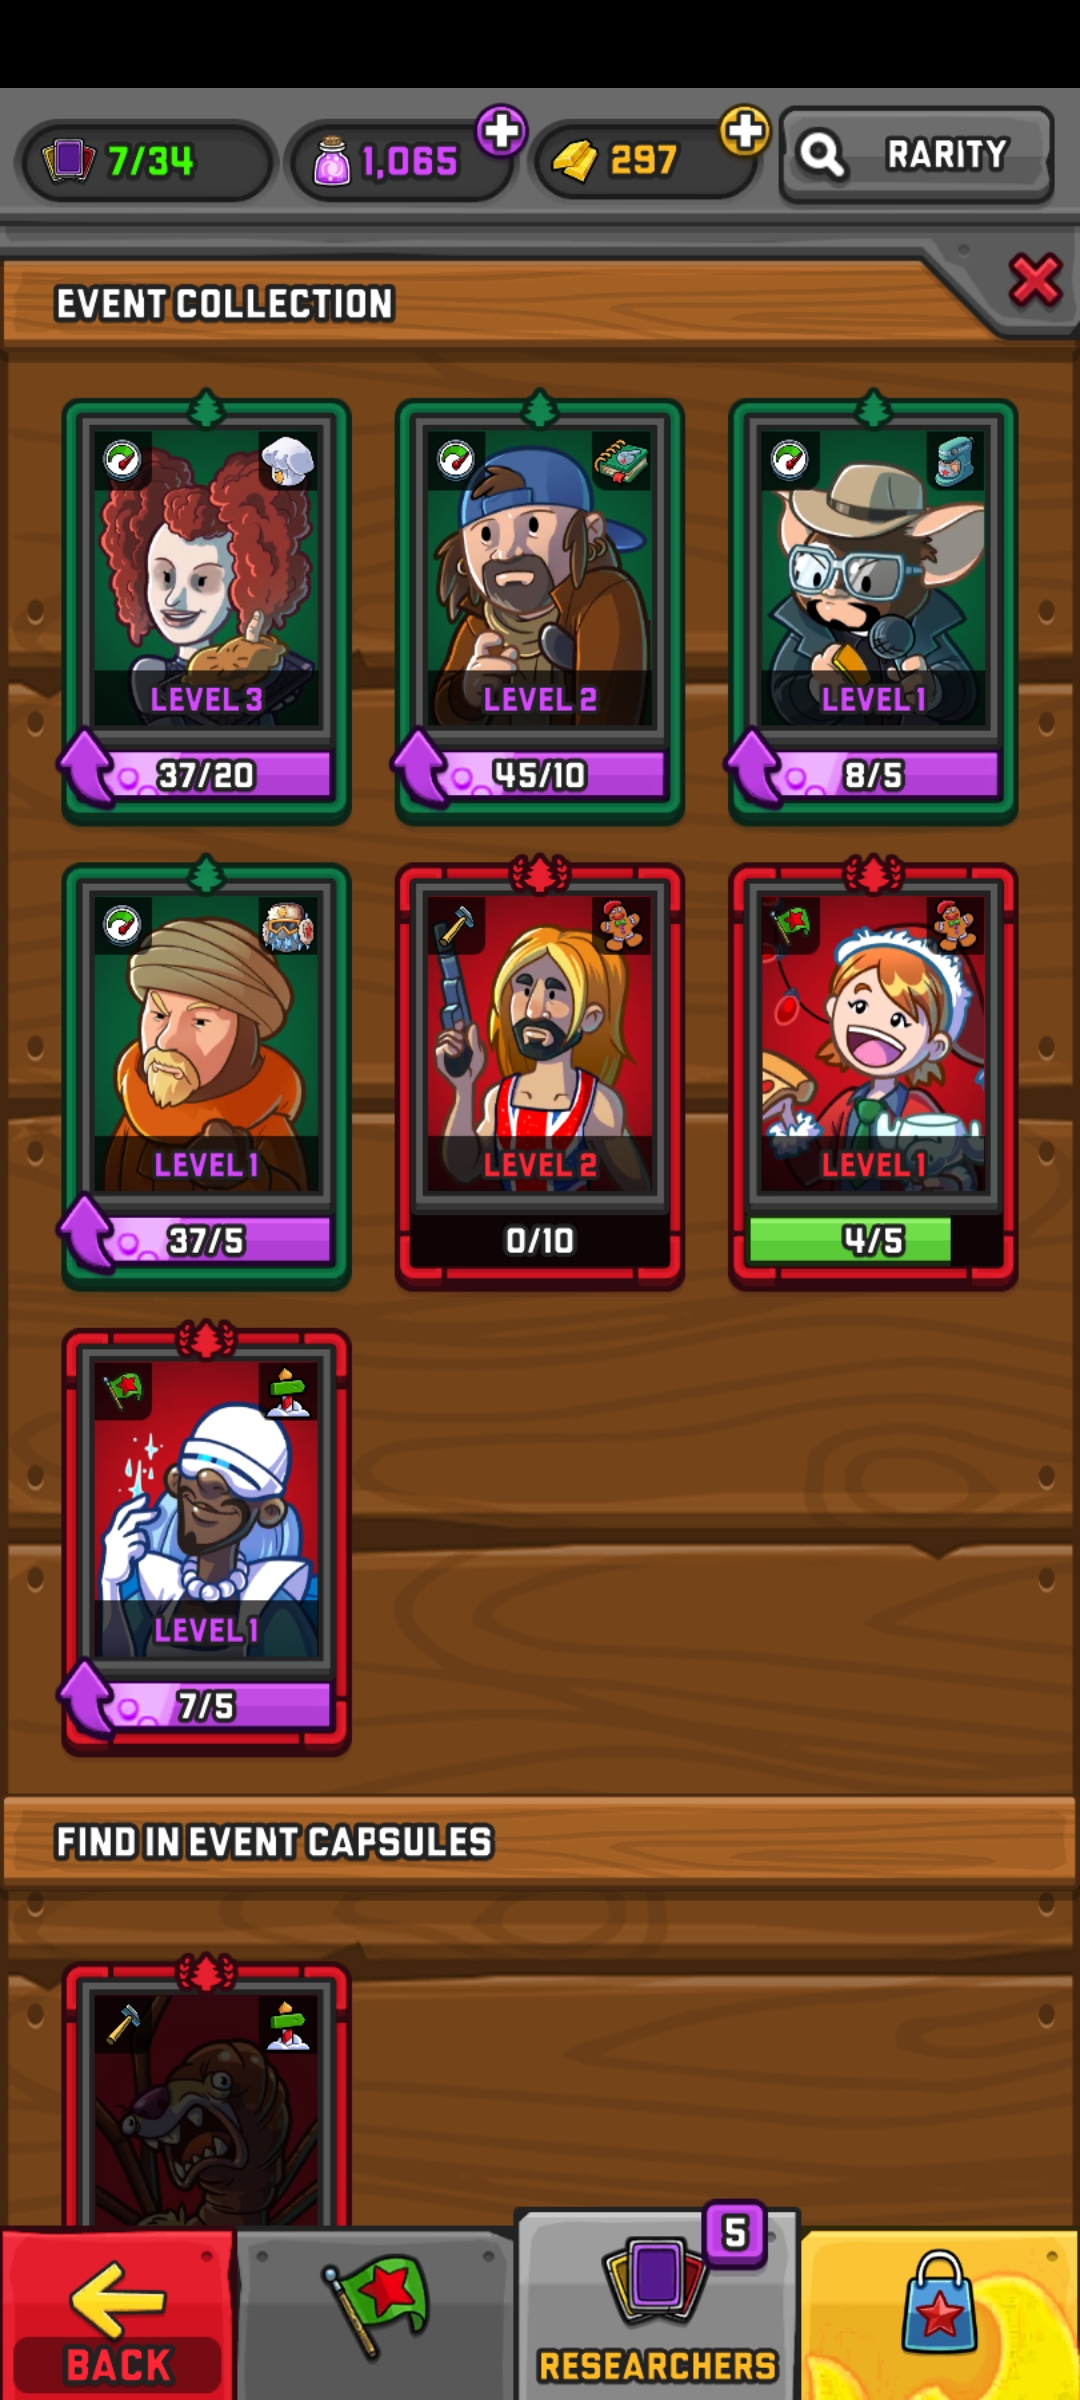 7/34
1,065
297
RARITY
EVENT COLLECTION
LEVEL 3
LEVEL 2
LEVEL 1
37/20
45/10
8/5
LEVEL 1
LEVEL 2
LEVEL 1
37/5
0/10
4/5
LEVEL 1
7/5
FIND IN EVENT CAPSULES
5
BACK
RESEARCHERS